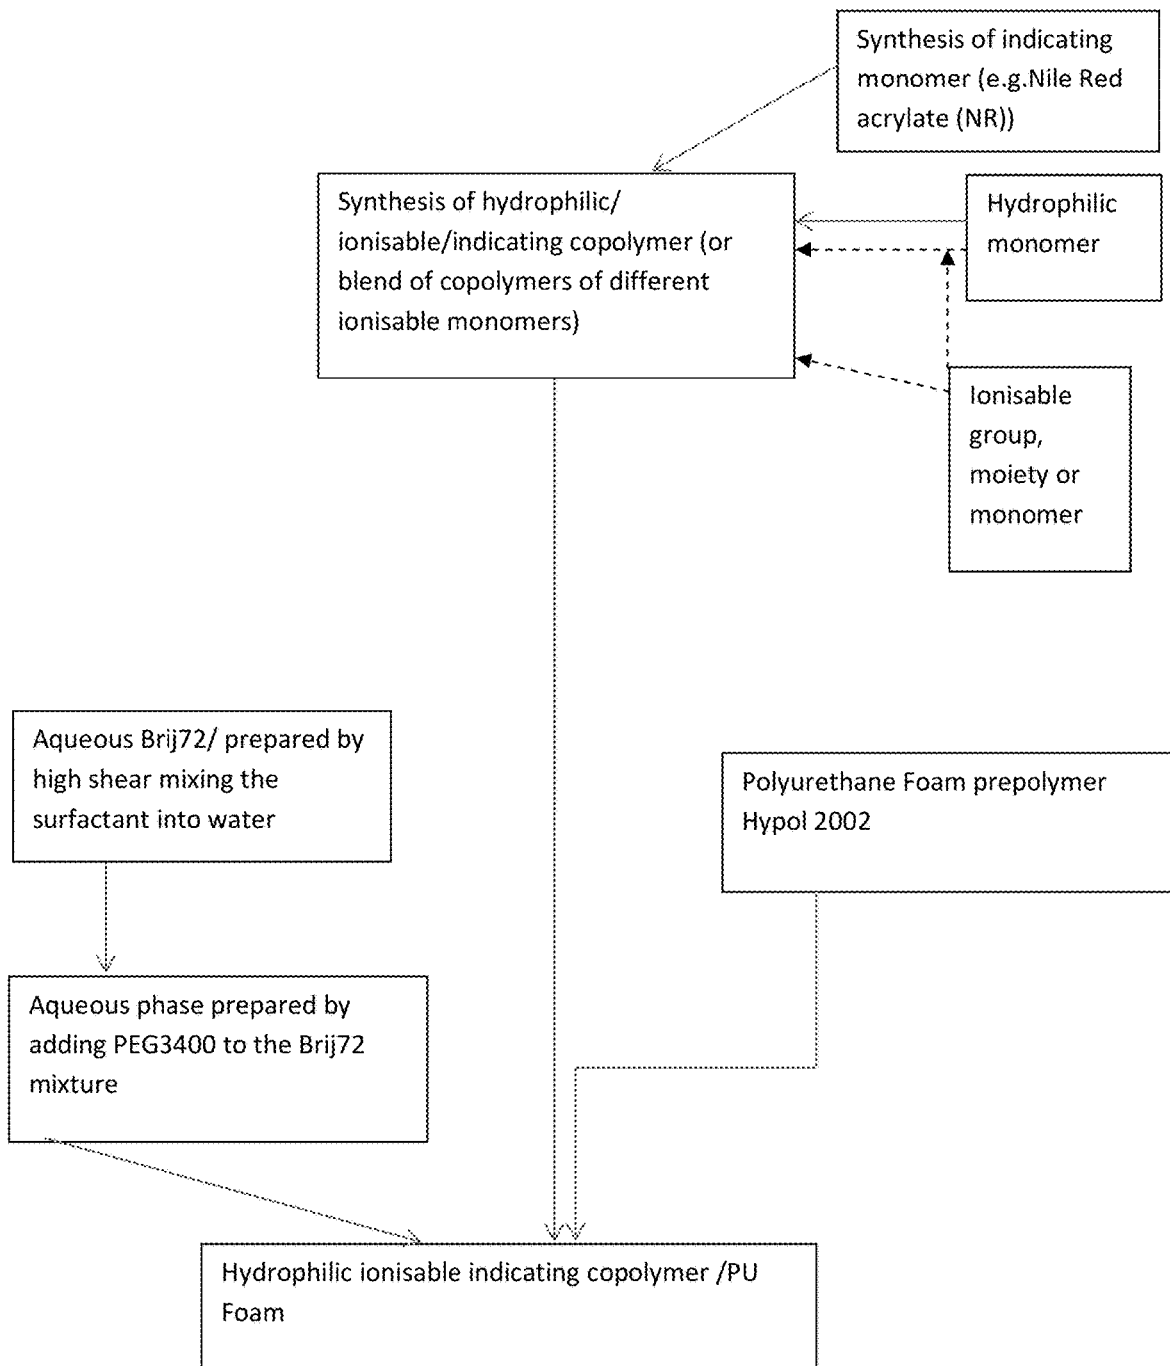 Synthesis of indicating
monomer (e.g.Nile Red
acrylate (NR))
Synthesis of hydrophilic/
ionisable/indicating copolymer (or
blend of copolymers of different
ionisable monomers)
Hydrophilic
monomer
Ionisable
group,
moiety or
monomer
Aqueous Brij72/ prepared by
high shear mixing the
surfactant into water
Polyurethane Foam prepolymer
Hypol 2002
Aqueous phase prepared by
adding PEG3400 to the Brij72
mixture
Hydrophilic ionisable indicating copolymer /PU
Foam